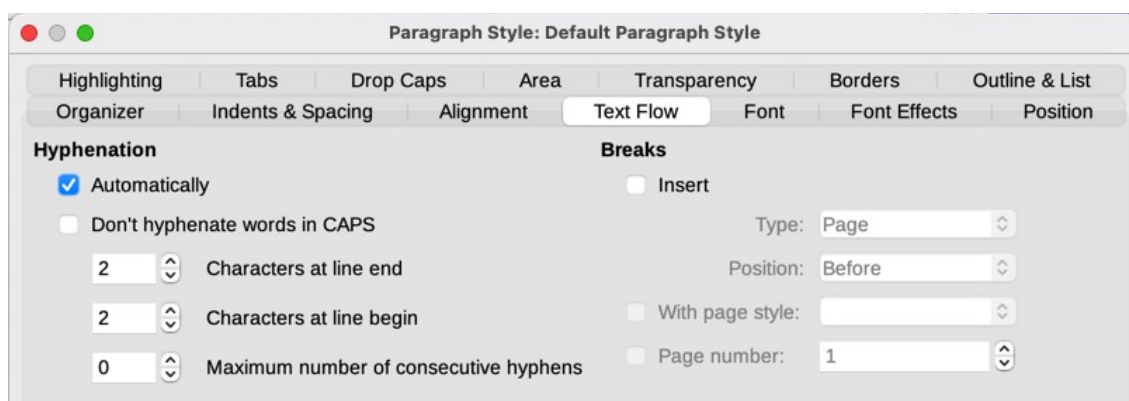 Paragraph Style: Default Paragraph Style
Highlighting Tabs Drop Caps Area Transparency Borders Outline & List
Organizer Indents & Spacing Alignment Text Flow Font Font Effects Position
Hyphenation
Automatically
Don't hyphenate words in CAPS
2 Characters at line end
2 Characters at line begin
0 Maximum number of consecutive hyphens
Breaks
Insert
Type: Page
Position: Before
With page style:
Page number: 1